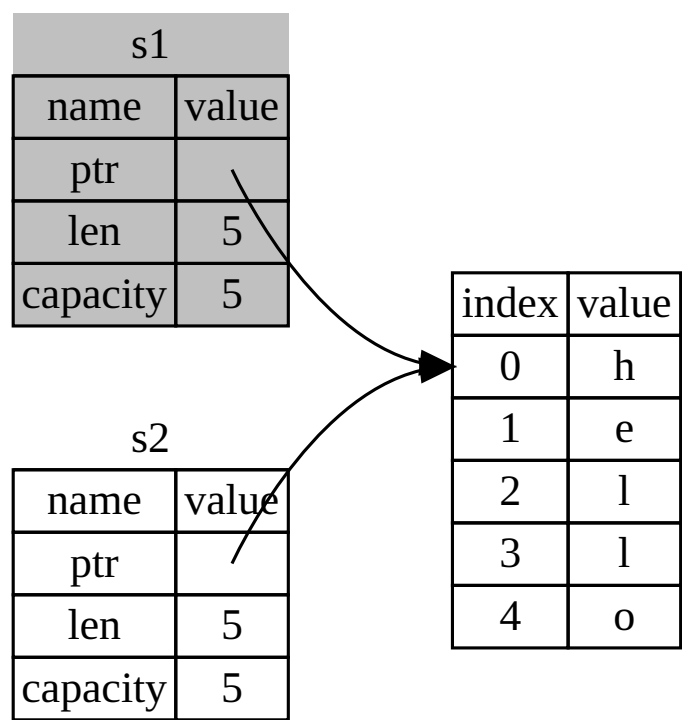 s1
name value
ptr
len 5
capacity 5
s2
name value
ptr
len 5
capacity 5
index value
0 h
1 e
2 l
3 l
4 o